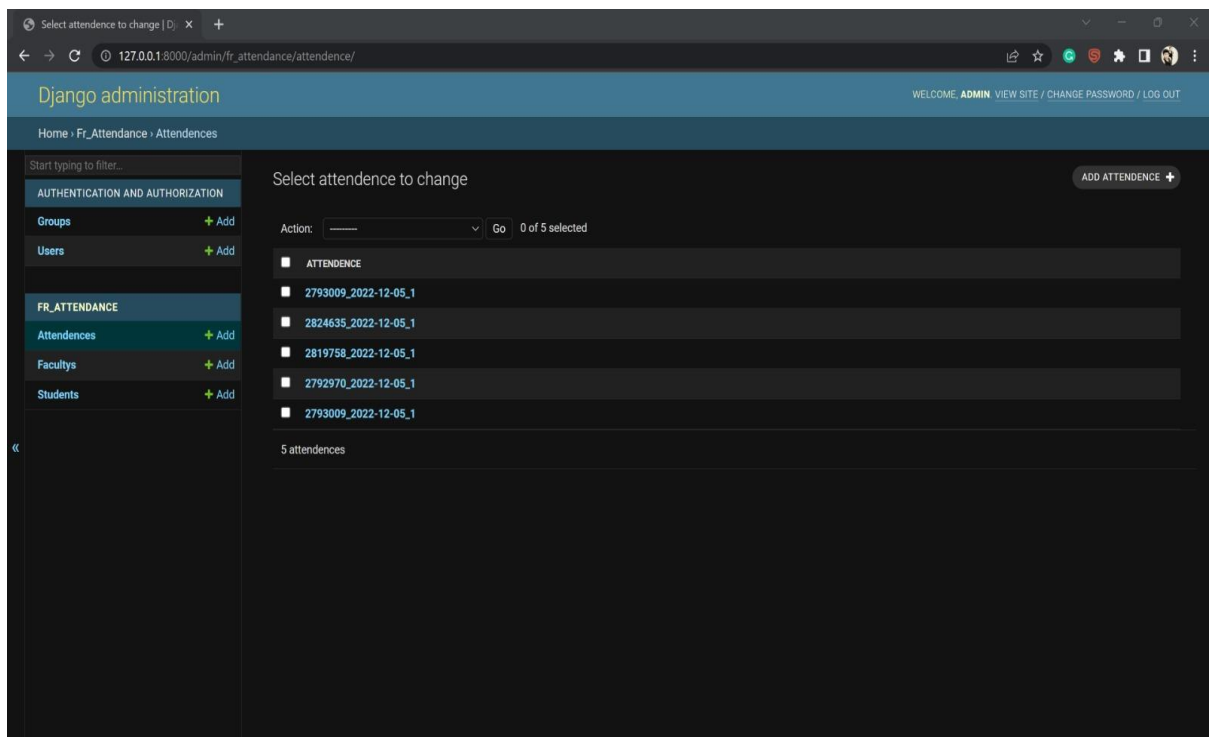 Select attendence to change | Dj
127.0.0.1:8000/admin/fr_attendance/attendence/
Django administration
WELCOME, ADMIN. VIEW SITE / CHANGE PASSWORD / LOG OUT
Home › Fr_Attendance › Attendences
Start typing to filter...
AUTHENTICATION AND AUTHORIZATION
Groups + Add
Users + Add
FR_ATTENDANCE
Attendences + Add
Facultys + Add
Students + Add
«
Select attendence to change
ADD ATTENDENCE +
Action: --------- Go 0 of 5 selected
ATTENDENCE
2793009_2022-12-05_1
2824635_2022-12-05_1
2819758_2022-12-05_1
2792970_2022-12-05_1
2793009_2022-12-05_1
5 attendences